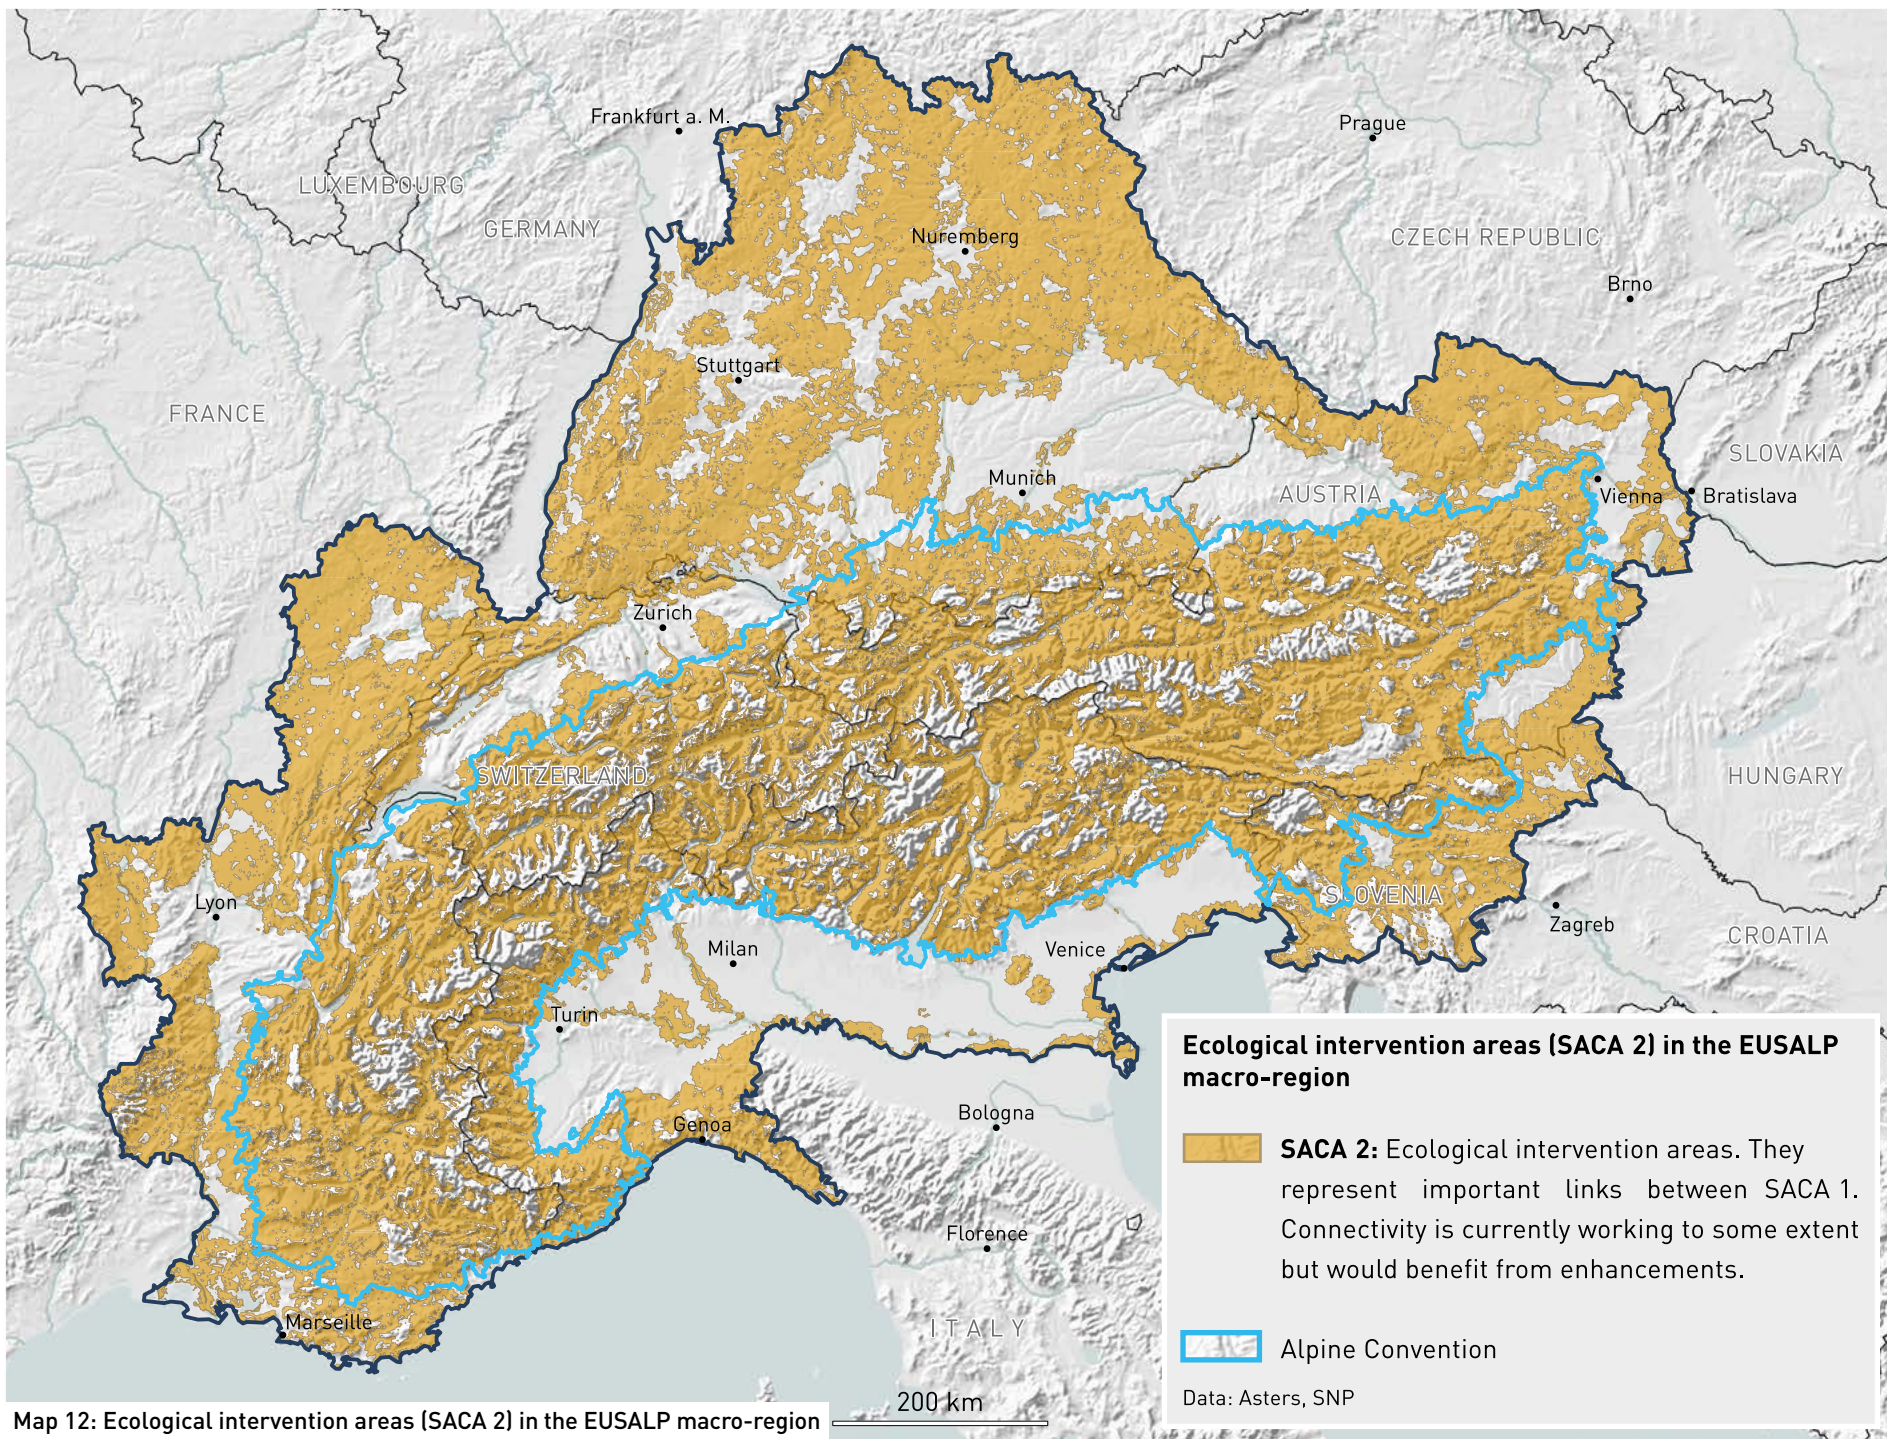 Frankfurt a. M.
Prague
LUXEMBOURG
GERMANY
Nuremberg
CZECH REPUBLIC
Brno
Stuttgart
FRANCE
SLOVAKIA
Munich
AUSTRIA
Vienna
Bratislava
Zurich
SWITZERLAND
HUNGARY
Lyon
SLOVENIA
Zagreb
CROATIA
Milan
Venice
Turin
Genoa
Bologna
Florence
Marseille
ITALY
Ecological intervention areas (SACA 2) in the EUSALP
macro-region
SACA 2: Ecological intervention areas. They
represent important links between SACA 1.
Connectivity is currently working to some extent
but would benefit from enhancements.
Alpine Convention
Data: Asters, SNP
200 km
Map 12: Ecological intervention areas (SACA 2) in the EUSALP macro-region